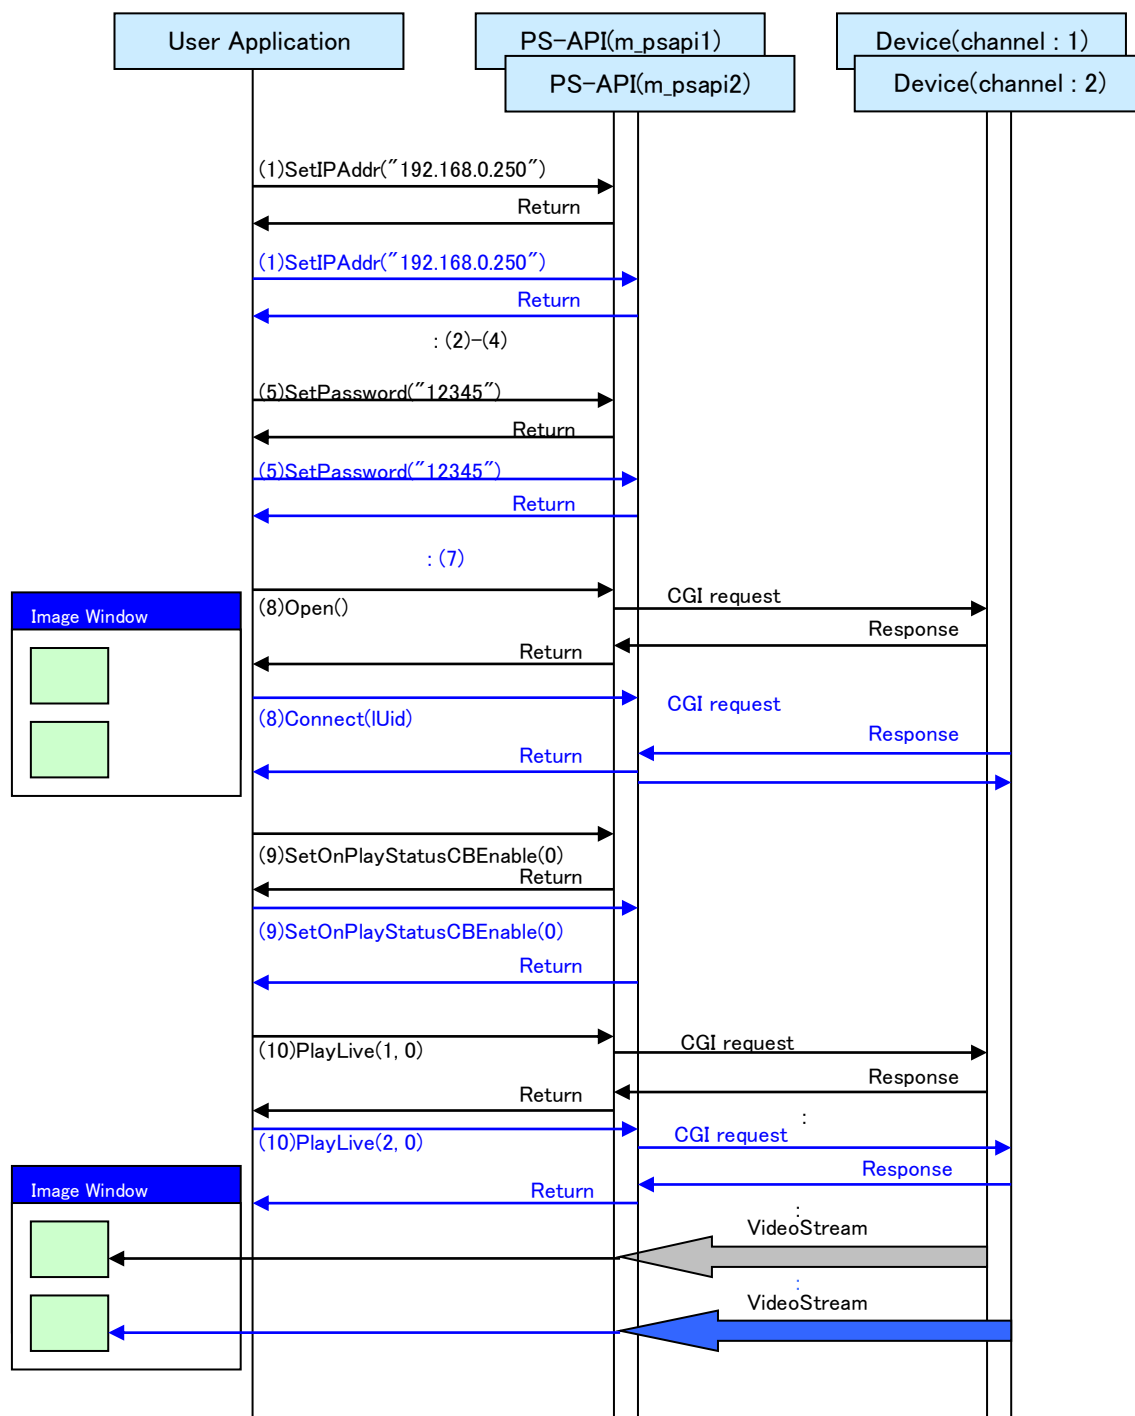 User Application
PS-API(m_psapi1)
Device(channel : 1)
PS-API(m_psapi2)
Device(channel : 2)
(1)SetIPAddr("192.168.0.250")
Return
(1)SetIPAddr("192.168.0.250")
Return
: (2)-(4)
(5)SetPassword("12345")
Return
(5)SetPassword("12345")
Return
: (7)
(8)Open()
CGI request
Image Window
Response
Return
(8)Connect(lUid)
CGI request
Response
Return
(9)SetOnPlayStatusCBEnable(0)
Return
(9)SetOnPlayStatusCBEnable(0)
Return
(10)PlayLive(1, 0)
CGI request
Response
Return
:
(10)PlayLive(2, 0)
CGI request
Response
Image Window
Return
:
VideoStream
:
VideoStream